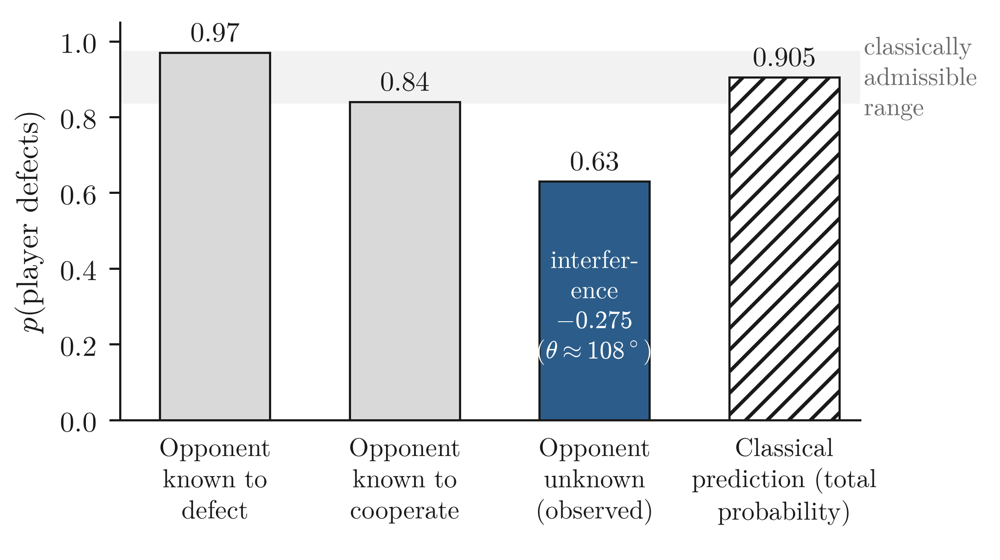 0.97
0.84
0.63
0.905
classically
admissible
range
1.0
0.8
0.6
0.4
0.2
0.0
p(player defects)
interfer-
ence
−0.275
(θ ≈ 108°)
Opponent
known to
defect
Opponent
known to
cooperate
Opponent
unknown
(observed)
Classical
prediction (total
probability)